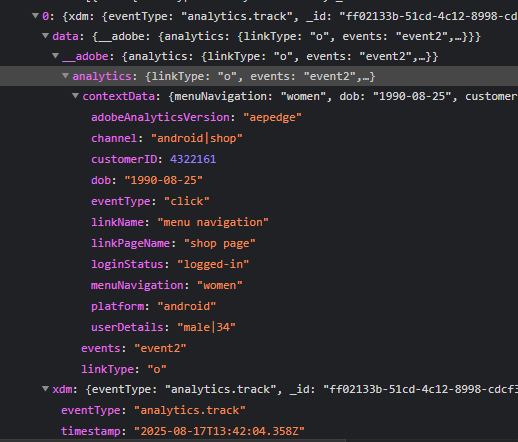 0: {xdm: {eventType: "analytics.track", _id: "ff02133b-51cd-4c12-8998-cd
data: {__adobe: {analytics: {linkType: "o", events: "event2",…}}}
__adobe: {analytics: {linkType: "o", events: "event2",…}}
analytics: {linkType: "o", events: "event2",…}
contextData: {menuNavigation: "women", dob: "1990-08-25", customer
adobeAnalyticsVersion: "aepedge"
channel: "android|shop"
customerID: 4322161
dob: "1990-08-25"
eventType: "click"
linkName: "menu navigation"
linkPageName: "shop page"
loginStatus: "logged-in"
menuNavigation: "women"
platform: "android"
userDetails: "male|34"
events: "event2"
linkType: "o"
xdm: {eventType: "analytics.track", _id: "ff02133b-51cd-4c12-8998-cdcf3
eventType: "analytics.track"
timestamp: "2025-08-17T13:42:04.358Z"